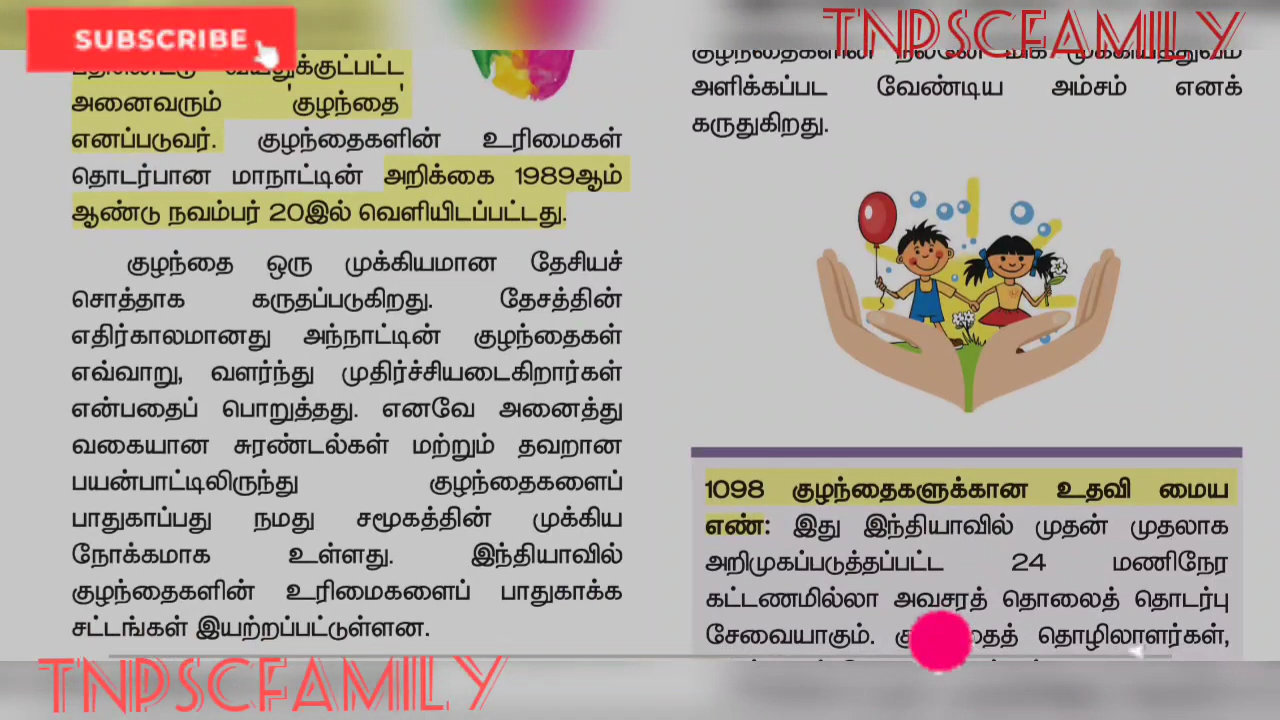 SUBSCRIBE
TNPSCFAMILY
அனைவரும் 'குழந்தை'
எனப்படுவர். குழந்தைகளின் உரிமைகள்
தொடர்பான மாநாட்டின் அறிக்கை 1989ஆம்
ஆண்டு நவம்பர் 20இல் வெளியிடப்பட்டது.
குழந்தை ஒரு முக்கியமான தேசியச்
சொத்தாக கருதப்படுகிறது. தேசத்தின்
எதிர்காலமானது அந்நாட்டின் குழந்தைகள்
எவ்வாறு, வளர்ந்து முதிர்ச்சியடைகிறார்கள்
என்பதைப் பொறுத்தது. எனவே அனைத்து
வகையான சுரண்டல்கள் மற்றும் தவறான
பயன்பாட்டிலிருந்து குழந்தைகளைப்
பாதுகாப்பது நமது சமூகத்தின் முக்கிய
நோக்கமாக உள்ளது. இந்தியாவில்
குழந்தைகளின் உரிமைகளைப் பாதுகாக்க
சட்டங்கள் இயற்றப்பட்டுள்ளன.
அளிக்கப்பட வேண்டிய அம்சம் எனக்
கருதுகிறது.
1098 குழந்தைகளுக்கான உதவி மைய
எண்: இது இந்தியாவில் முதன் முதலாக
அறிமுகப்படுத்தப்பட்ட 24 மணிநேர
கட்டணமில்லா அவசரத் தொலைத் தொடர்பு
சேவையாகும். தொழிலாளர்கள்,
TNPSCFAMILY